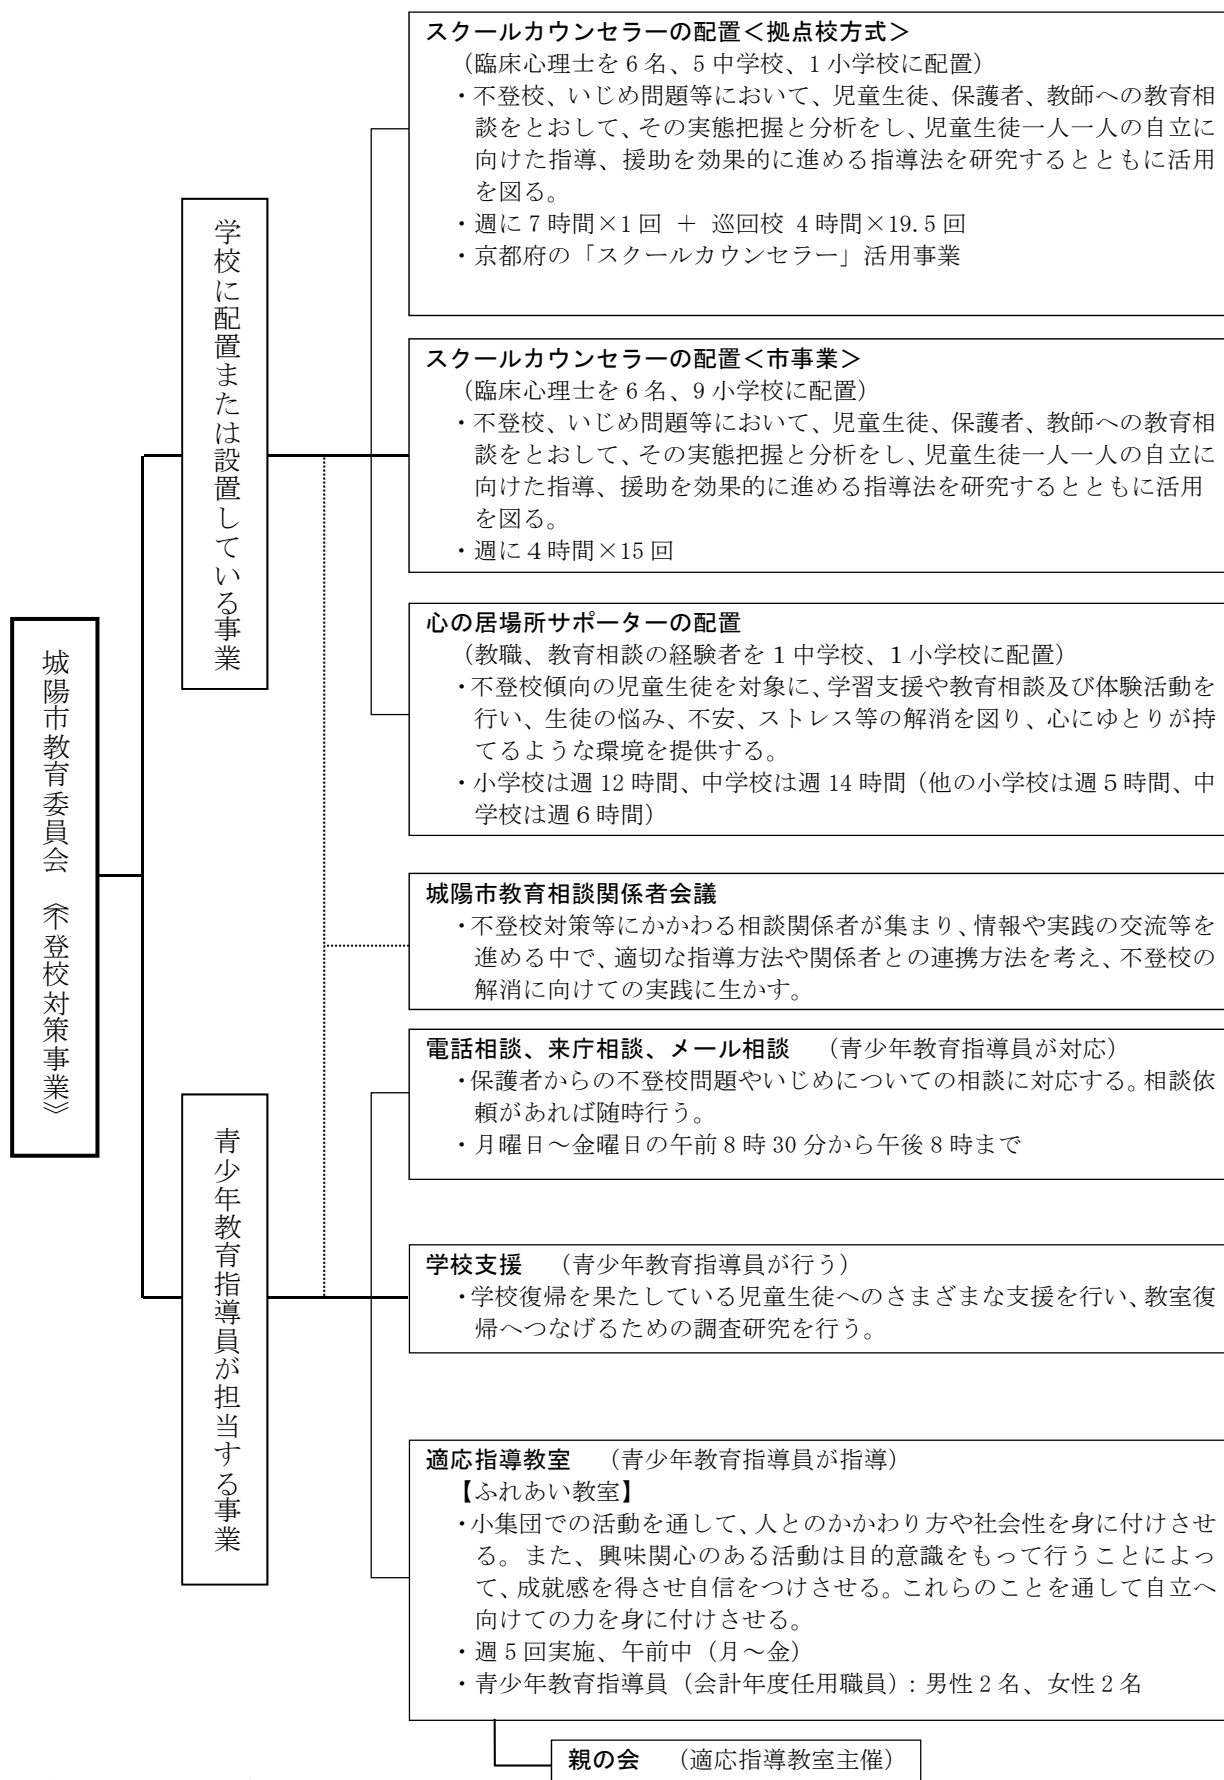 城陽市教育委員会 《不登校対策事業》
学校に配置または設置している事業
スクールカウンセラーの配置＜拠点校方式＞
（臨床心理士を6名、5中学校、1小学校に配置）
・不登校、いじめ問題等において、児童生徒、保護者、教師への教育相
談をとおして、その実態把握と分析をし、児童生徒一人一人の自立に
向けた指導、援助を効果的に進める指導法を研究するとともに活用
を図る。
・週に7時間×1回 ＋ 巡回校 4時間×19.5回
・京都府の「スクールカウンセラー」活用事業
スクールカウンセラーの配置＜市事業＞
（臨床心理士を6名、9小学校に配置）
・不登校、いじめ問題等において、児童生徒、保護者、教師への教育相
談をとおして、その実態把握と分析をし、児童生徒一人一人の自立に
向けた指導、援助を効果的に進める指導法を研究するとともに活用
を図る。
・週に４時間×15回
心の居場所サポーターの配置
（教職、教育相談の経験者を１中学校、１小学校に配置）
・不登校傾向の児童生徒を対象に、学習支援や教育相談及び体験活動を
行い、生徒の悩み、不安、ストレス等の解消を図り、心にゆとりが持
てるような環境を提供する。
・小学校は週12時間、中学校は週14時間（他の小学校は週５時間、中
学校は週６時間）
城陽市教育相談関係者会議
・不登校対策等にかかわる相談関係者が集まり、情報や実践の交流等を
進める中で、適切な指導方法や関係者との連携方法を考え、不登校の
解消に向けての実践に生かす。
青少年教育指導員が担当する事業
電話相談、来庁相談、メール相談 （青少年教育指導員が対応）
・保護者からの不登校問題やいじめについての相談に対応する。相談依
頼があれば随時行う。
・月曜日～金曜日の午前8時30分から午後8時まで
学校支援 （青少年教育指導員が行う）
・学校復帰を果たしている児童生徒へのさまざまな支援を行い、教室復
帰へつなげるための調査研究を行う。
適応指導教室 （青少年教育指導員が指導）
【ふれあい教室】
・小集団での活動を通して、人とのかかわり方や社会性を身に付けさせ
る。また、興味関心のある活動は目的意識をもって行うことによっ
て、成就感を得させ自信をつけさせる。これらのことを通して自立へ
向けての力を身に付けさせる。
・週5回実施、午前中（月～金）
・青少年教育指導員（会計年度任用職員）：男性2名、女性2名
親の会 （適応指導教室主催）